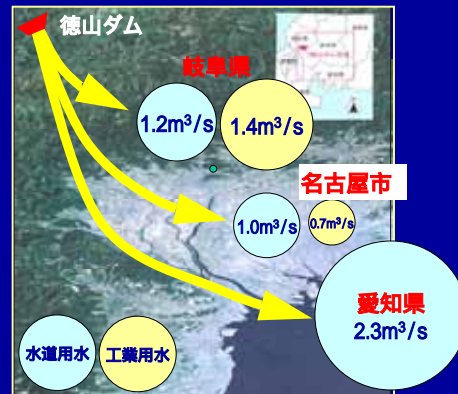 徳山ダム
岐阜県
1.2m³/s
1.4m³/s
名古屋市
1.0m³/s
0.7m³/s
愛知県
2.3m³/s
水道用水
工業用水